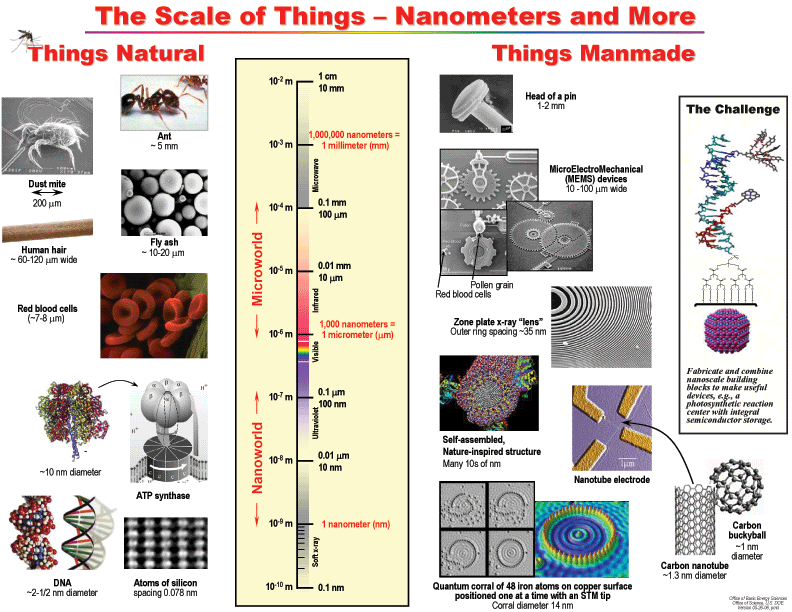 The Scale of Things – Nanometers and More
Things Natural
Things Manmade
Ant
~ 5 mm
Dust mite
200 μm
Human hair
~ 60-120 μm wide
Fly ash
~ 10-20 μm
Red blood cells
(~7-8 μm)
~10 nm diameter
ATP synthase
DNA
~2-1/2 nm diameter
Atoms of silicon
spacing 0.078 nm
10-2 m
1 cm
10 mm
1,000,000 nanometers =
10-3 m
1 millimeter (mm)
Microwave
10-4 m
0.1 mm
100 μm
Microworld
10-5 m
0.01 mm
10 μm
Infrared
1,000 nanometers =
10-6 m
1 micrometer (μm)
Visible
10-7 m
0.1 μm
100 nm
Nanoworld
Ultraviolet
10-8 m
0.01 μm
10 nm
10-9 m
1 nanometer (nm)
Soft x-ray
10-10 m
0.1 nm
Head of a pin
1-2 mm
MicroElectroMechanical
(MEMS) devices
10 -100 μm wide
Pollen grain
Red blood cells
Zone plate x-ray “lens”
Outer ring spacing ~35 nm
Self-assembled,
Nature-inspired structure
Many 10s of nm
1μm
Nanotube electrode
Quantum corral of 48 iron atoms on copper surface
positioned one at a time with an STM tip
Corral diameter 14 nm
Carbon nanotube
~1.3 nm diameter
Carbon
buckyball
~1 nm
diameter
The Challenge
Fabricate and combine
nanoscale building
blocks to make useful
devices, e.g., a
photosynthetic reaction
center with integral
semiconductor storage.
Office of Basic Energy Sciences
Office of Science, U.S. DOE